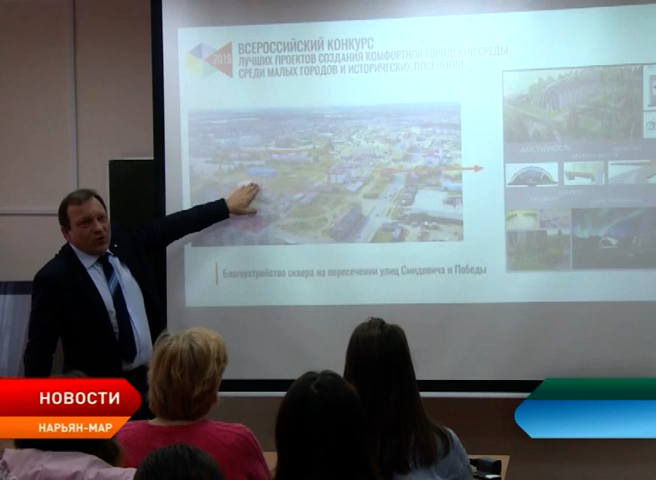 ВСЕРОССИЙСКИЙ КОНКУРС
ЛУЧШИХ ПРОЕКТОВ СОЗДАНИЯ КОМФОРТНОЙ ГОРОДСКОЙ СРЕДЫ
СРЕДИ МАЛЫХ ГОРОДОВ И ИСТОРИЧЕСКИХ ПОСЕЛЕНИЙ
2019
Благоустройство сквера на пересечении улиц Смидовича и Победы
НОВОСТИ
НАРЬЯН-МАР